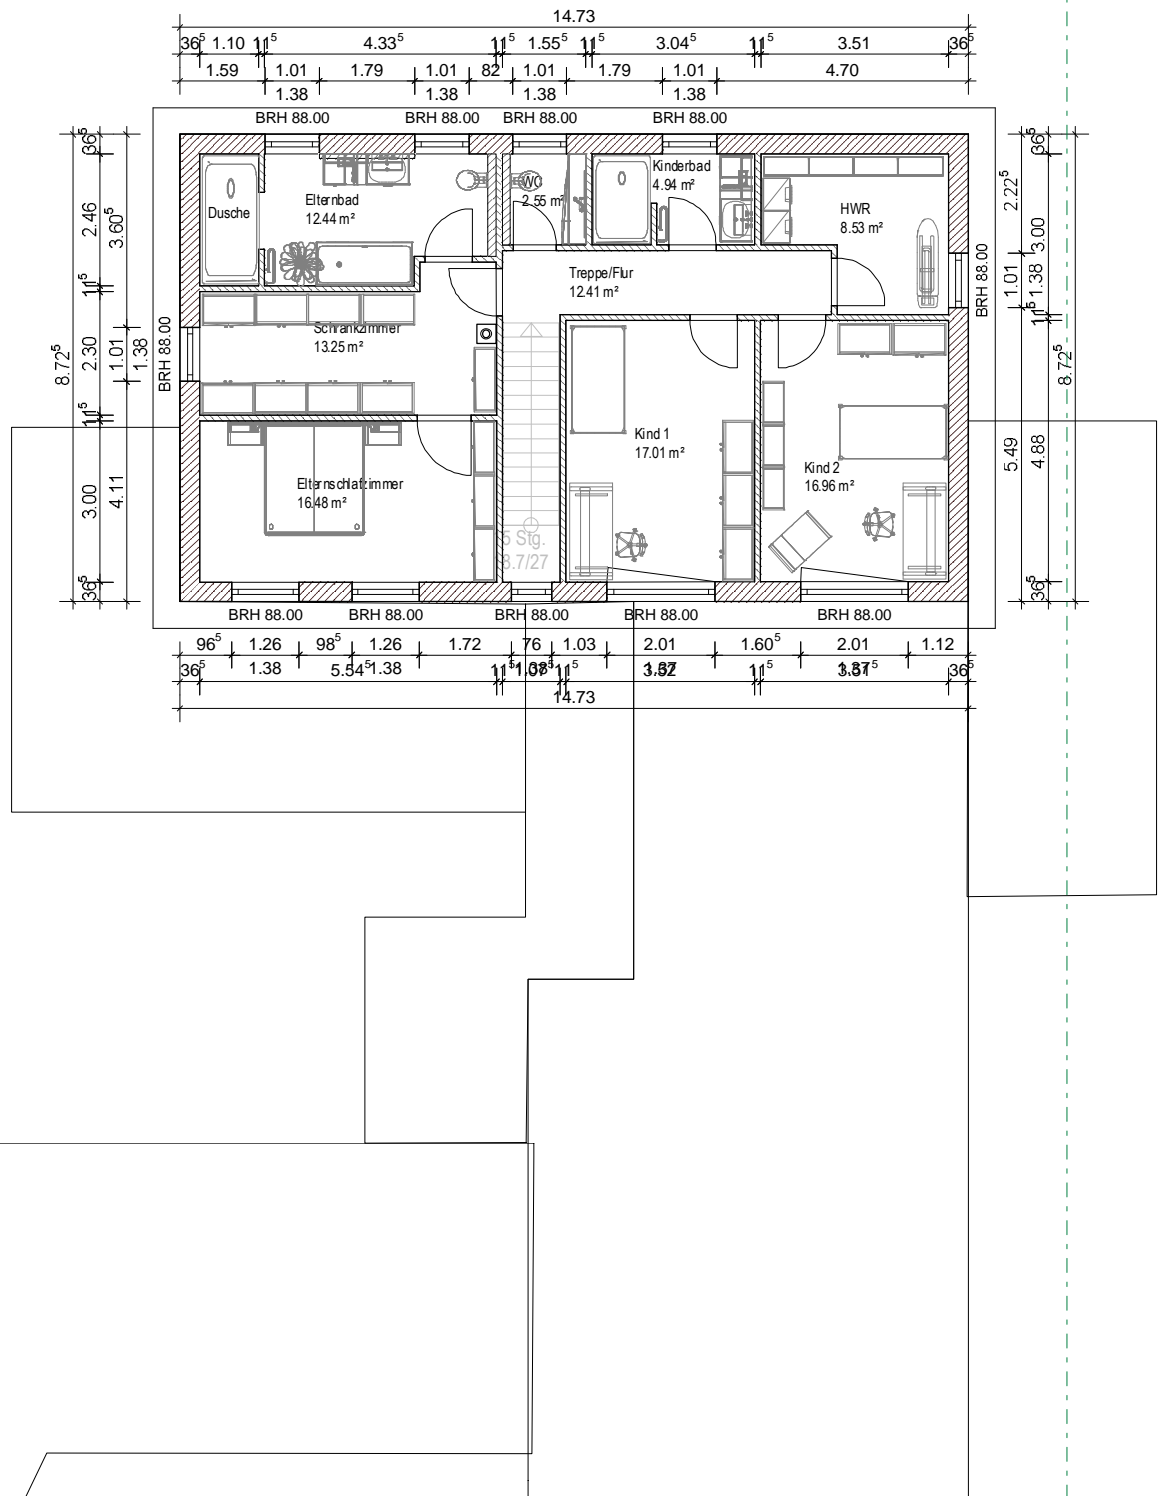 14.73
36⁵ 1.10 11⁵ 4.33⁵ 11⁵ 1.55⁵ 11⁵ 3.04⁵ 11⁵ 3.51 36⁵
1.59 1.01 1.79 1.01 82 1.01 1.79 1.01 4.70
1.38 1.38 1.38 1.38
BRH 88.00 BRH 88.00 BRH 88.00 BRH 88.00
36⁵
2.46
11⁵
2.30
11⁵
3.00
36⁵
8.72⁵
3.60⁵
1.01
1.38
4.11
BRH 88.00
Dusche
Elternbad
12.44 m²
WC
2.55 m²
Kinderbad
4.94 m²
HWR
8.53 m²
Treppe/Flur
12.41 m²
Schrankzimmer
13.25 m²
Elternschlafzimmer
16.48 m²
Kind 1
17.01 m²
Kind 2
16.96 m²
5 Stg.
8.7/27
BRH 88.00
36⁵
2.22⁵
3.00
1.01
1.38
11⁵
5.49
4.88
36⁵
8.72⁵
BRH 88.00 BRH 88.00 BRH 88.00 BRH 88.00 BRH 88.00
96⁵ 1.26 98⁵ 1.26 1.72 76 1.03 2.01 1.60⁵ 2.01 1.12
1.38 1.38
36⁵ 5.54⁵ 11⁵ 11⁵ 11⁵ 36⁵
14.73